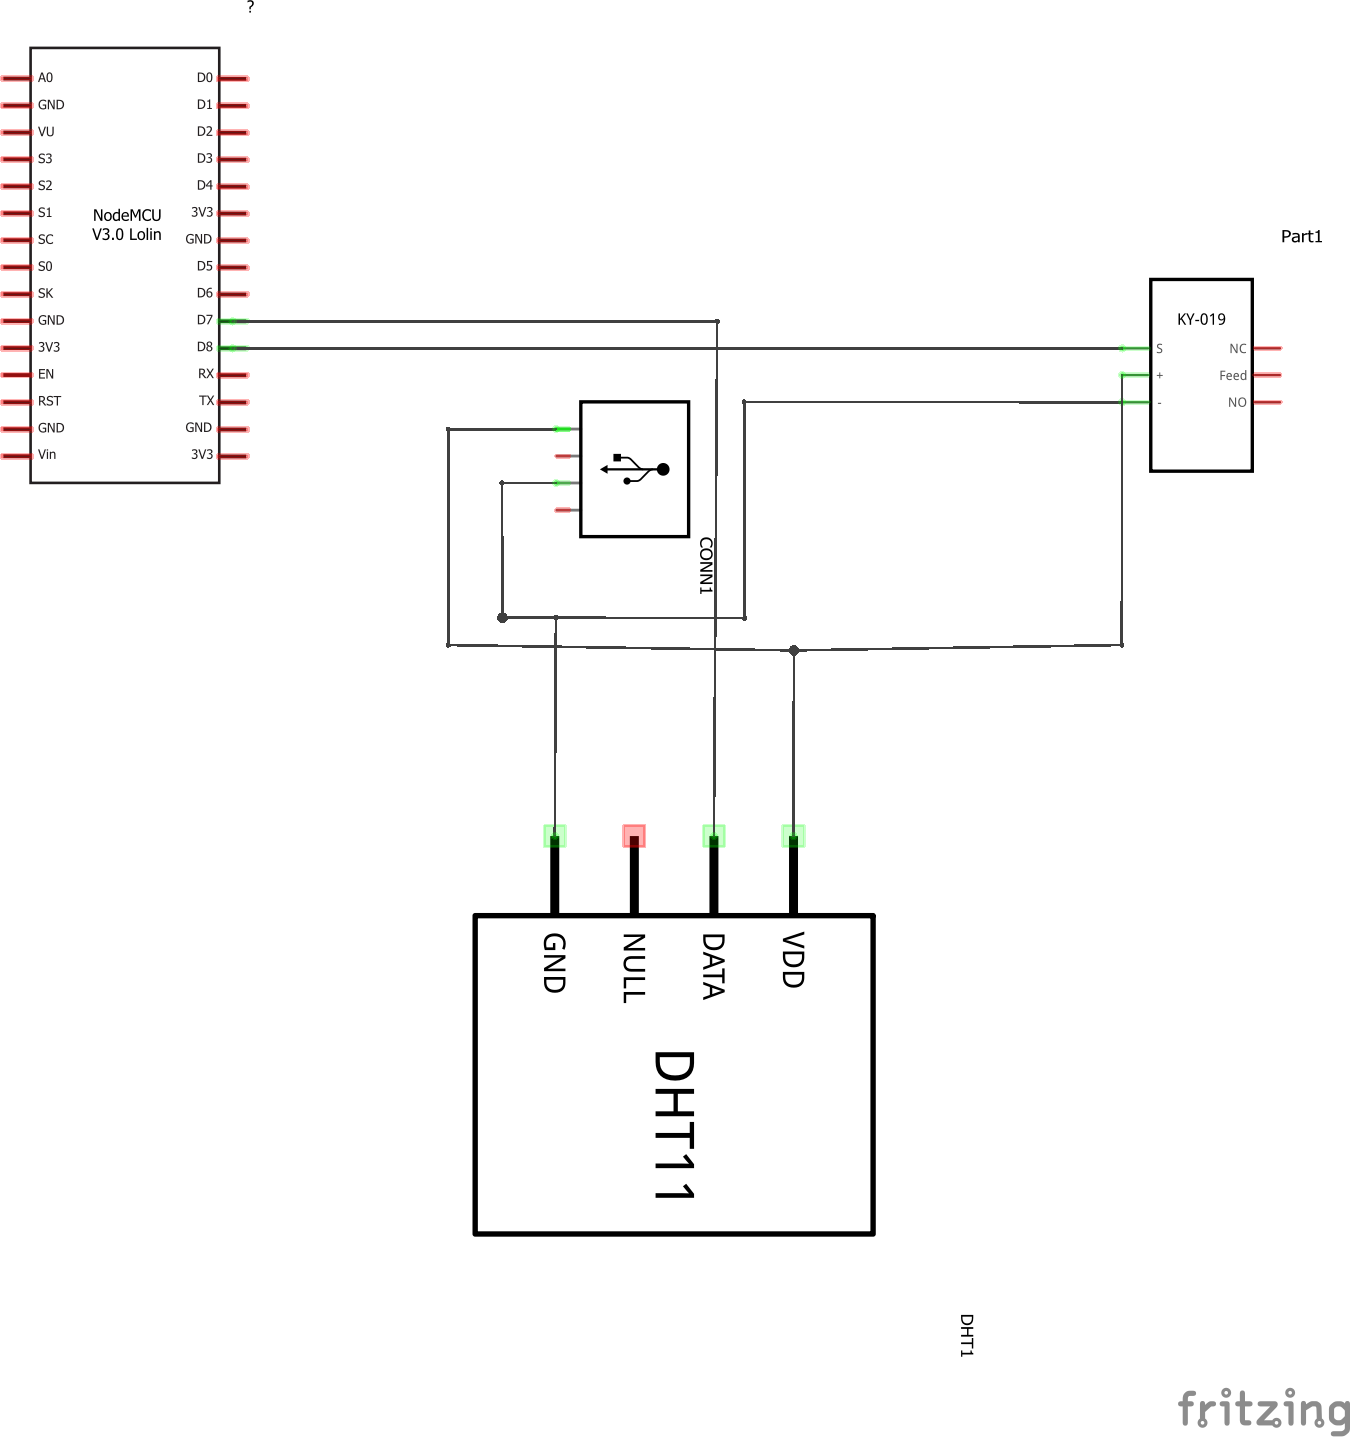 ?
A0
GND
VU
S3
S2
S1
SC
S0
SK
GND
3V3
EN
RST
GND
Vin
NodeMCU
V3.0 Lolin
D0
D1
D2
D3
D4
3V3
GND
D5
D6
D7
D8
RX
TX
GND
3V3
Part1
KY-019
S
+
-
NC
Feed
NO
CONN1
GND
NULL
DATA
VDD
DHT11
DHT1
fritzing